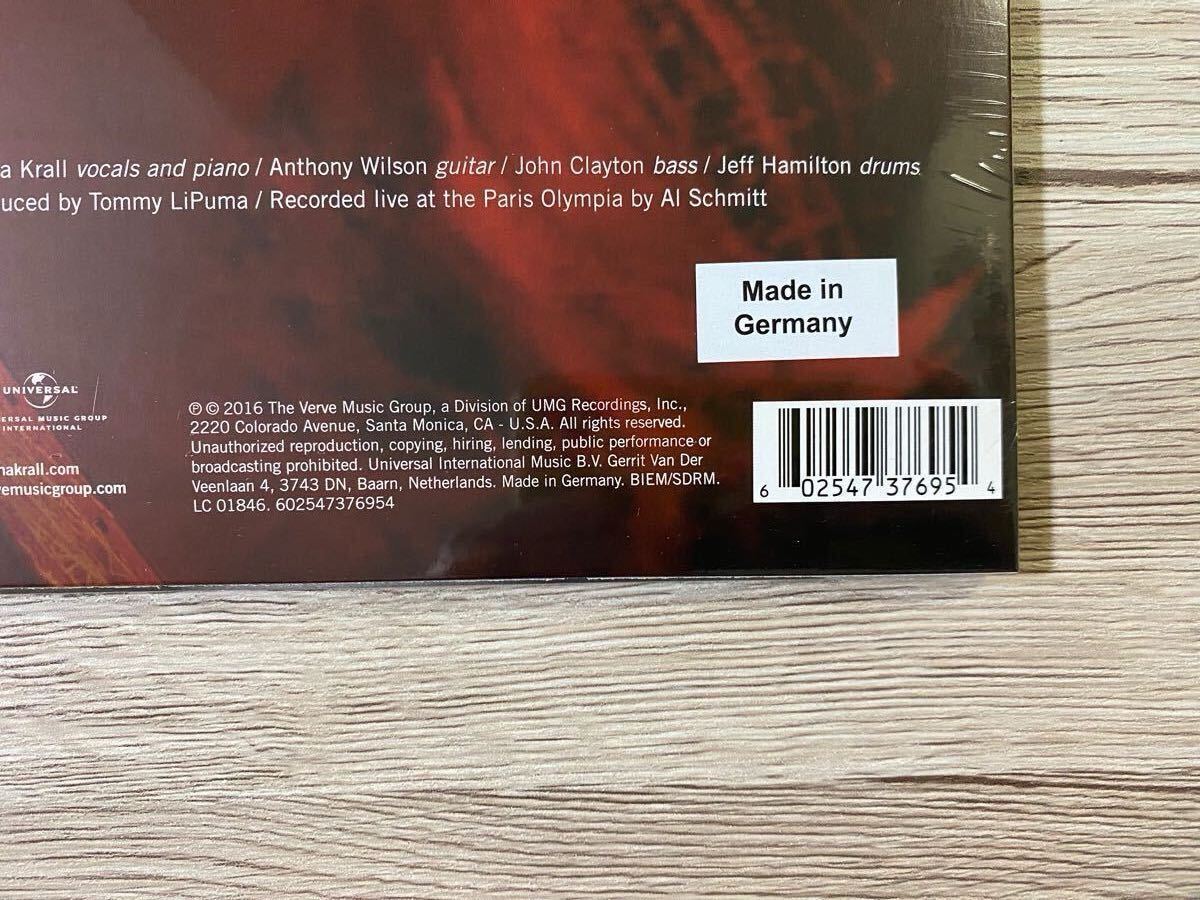 a Krall vocals and piano / Anthony Wilson guitar / John Clayton bass / Jeff Hamilton drums
uced by Tommy LiPuma / Recorded live at the Paris Olympia by Al Schmitt
Made in
Germany
UNIVERSAL
ERSAL MUSIC GROUP
INTERNATIONAL
nakrall.com
vemusicgroup.com
℗ © 2016 The Verve Music Group, a Division of UMG Recordings, Inc.,
2220 Colorado Avenue, Santa Monica, CA - U.S.A. All rights reserved.
Unauthorized reproduction, copying, hiring, lending, public performance or
broadcasting prohibited. Universal International Music B.V. Gerrit Van Der
Veenlaan 4, 3743 DN, Baarn, Netherlands. Made in Germany. BIEM/SDRM.
LC 01846. 602547376954
6 02547 37695 4